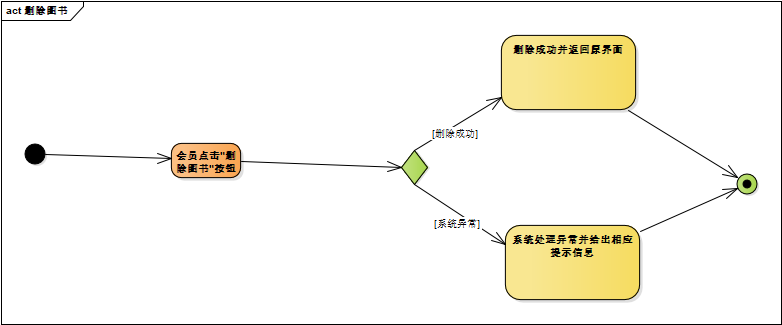 act 删除图书
删除成功并返回原界面
[删除成功]
会员点击"删
除图书"按钮
[系统异常]
系统处理异常并给出相应
提示信息